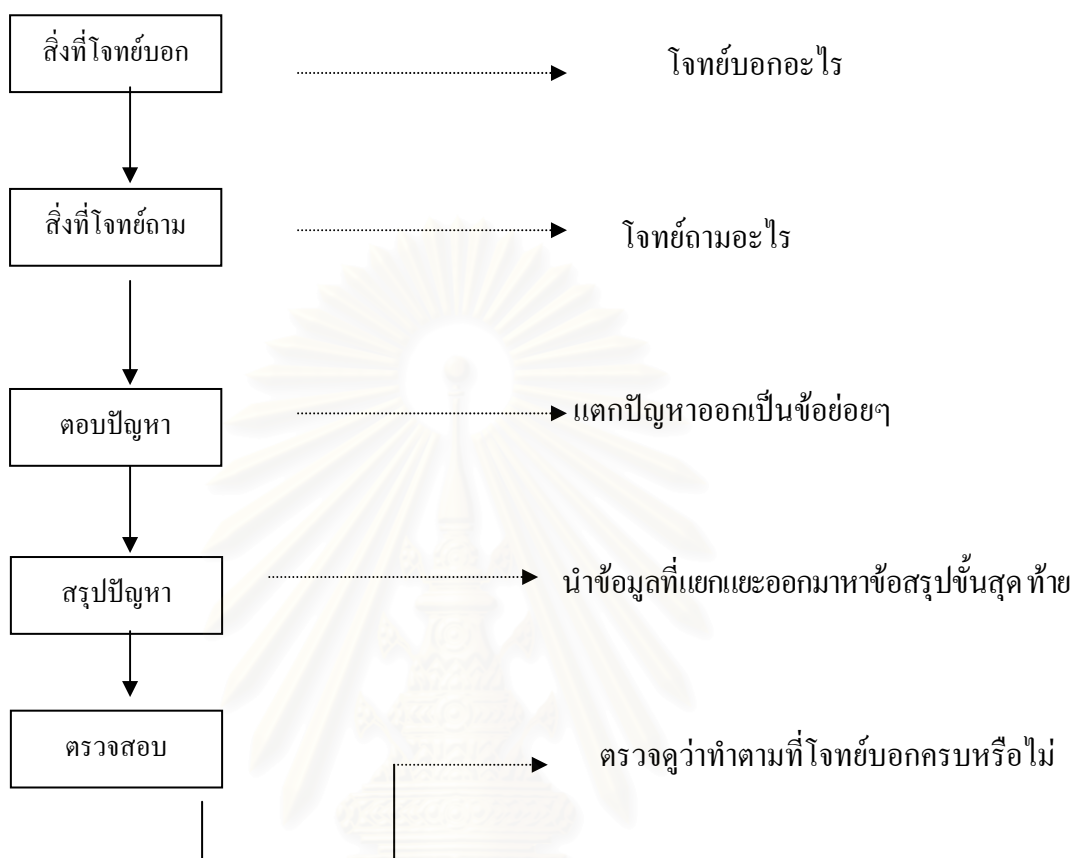 สิ่งที่โจทย์บอก
โจทย์บอกอะไร
สิ่งที่โจทย์ถาม
โจทย์ถามอะไร
ตอบปัญหา
แตกปัญหาออกเป็นข้อย่อยๆ
สรุปปัญหา
นำข้อมูลที่แยกแยะออกมาหาข้อสรุปขั้นสุด ท้าย
ตรวจสอบ
ตรวจดูว่าทำตามที่โจทย์บอกครบหรือไม่